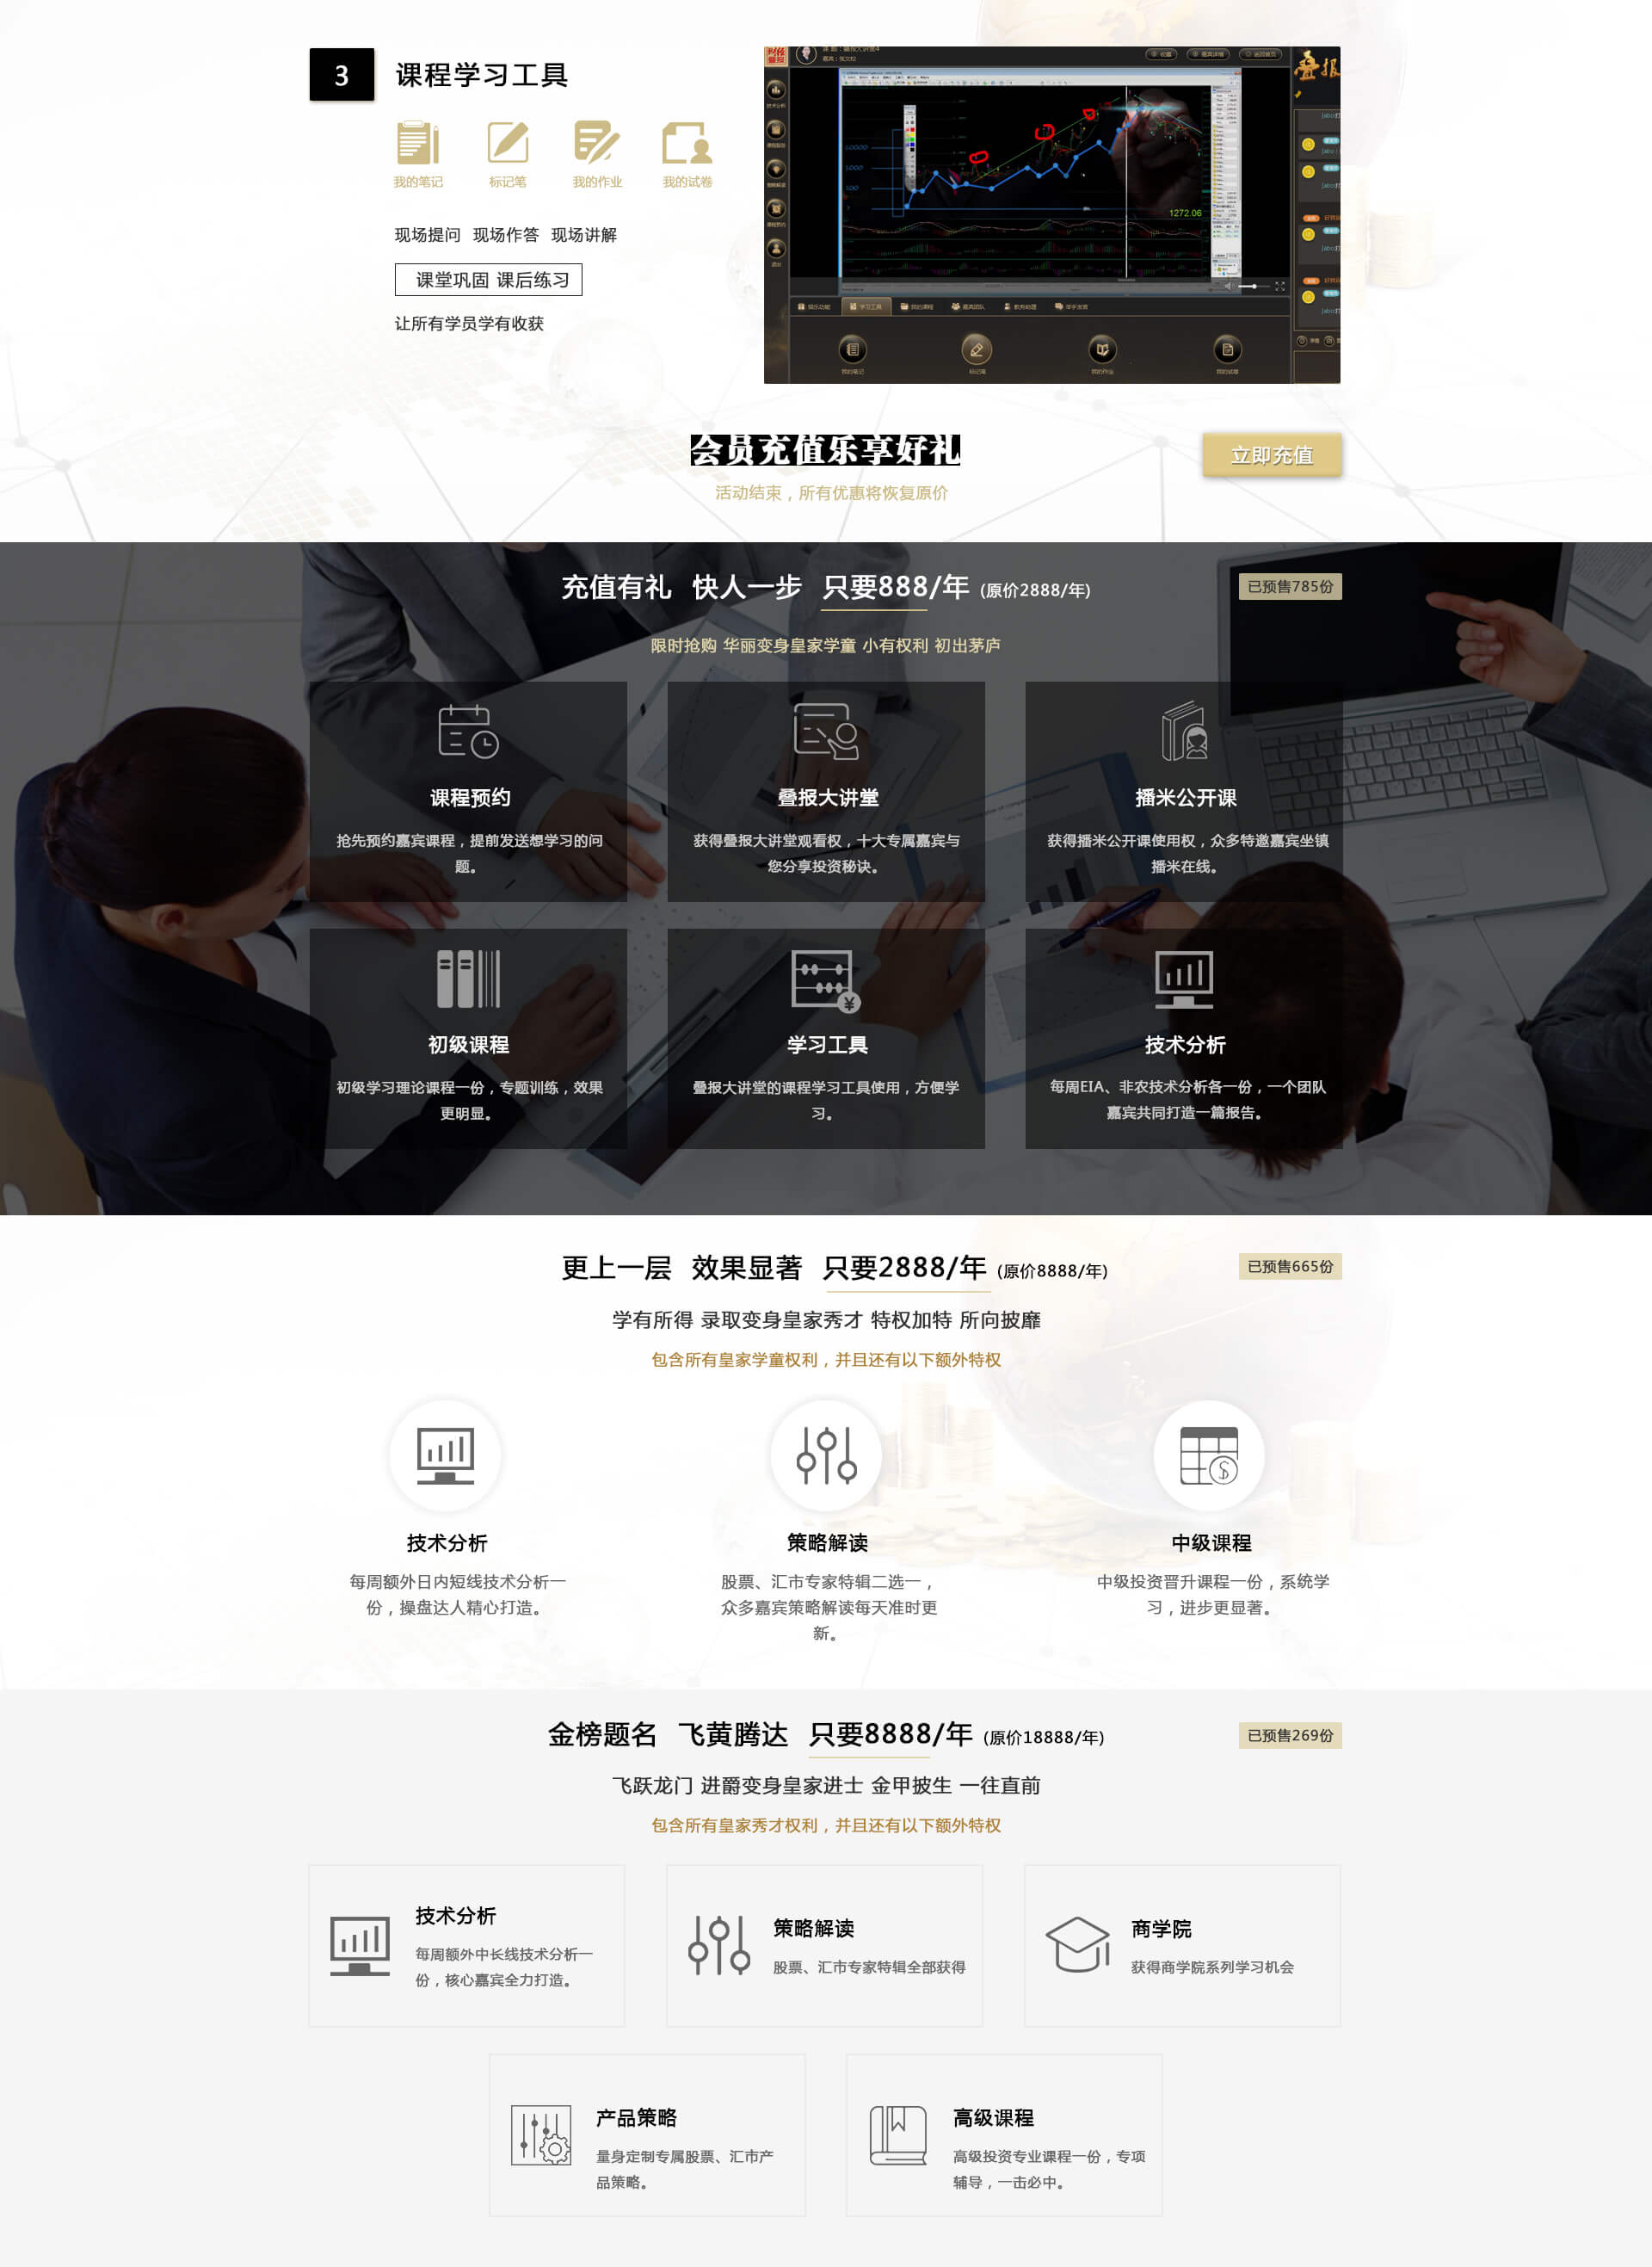 3
课程学习工具
我的笔记
标记笔
我的作业
我的试卷
现场提问 现场作答 现场讲解
课堂巩固 课后练习
让所有学员学有收获
叠报
1272.06
学习工具
我的课程
我的笔记
标记笔
我的作业
我的试卷
会员充值乐享好礼
立即充值
活动结束，所有优惠将恢复原价
充值有礼 快人一步 只要888/年 (原价2888/年)
已预售785份
限时抢购 华丽变身皇家学童 小有权利 初出茅庐
课程预约
抢先预约嘉宾课程，提前发送想学习的问
题。
叠报大讲堂
获得叠报大讲堂观看权，十大专属嘉宾与
您分享投资秘诀。
播米公开课
获得播米公开课使用权，众多特邀嘉宾坐镇
播米在线。
初级课程
初级学习理论课程一份，专题训练，效果
更明显。
学习工具
叠报大讲堂的课程学习工具使用，方便学
习。
技术分析
每周EIA、非农技术分析各一份，一个团队
嘉宾共同打造一篇报告。
更上一层 效果显著 只要2888/年 (原价8888/年)
已预售665份
学有所得 录取变身皇家秀才 特权加特 所向披靡
包含所有皇家学童权利，并且还有以下额外特权
技术分析
每周额外日内短线技术分析一
份，操盘达人精心打造。
策略解读
股票、汇市专家特辑二选一，
众多嘉宾策略解读每天准时更
新。
中级课程
中级投资晋升课程一份，系统学
习，进步更显著。
金榜题名 飞黄腾达 只要8888/年 (原价18888/年)
已预售269份
飞跃龙门 进爵变身皇家进士 金甲披生 一往直前
包含所有皇家秀才权利，并且还有以下额外特权
技术分析
每周额外中长线技术分析一
份，核心嘉宾全力打造。
策略解读
股票、汇市专家特辑全部获得
商学院
获得商学院系列学习机会
产品策略
量身定制专属股票、汇市产
品策略。
高级课程
高级投资专业课程一份，专项
辅导，一击必中。